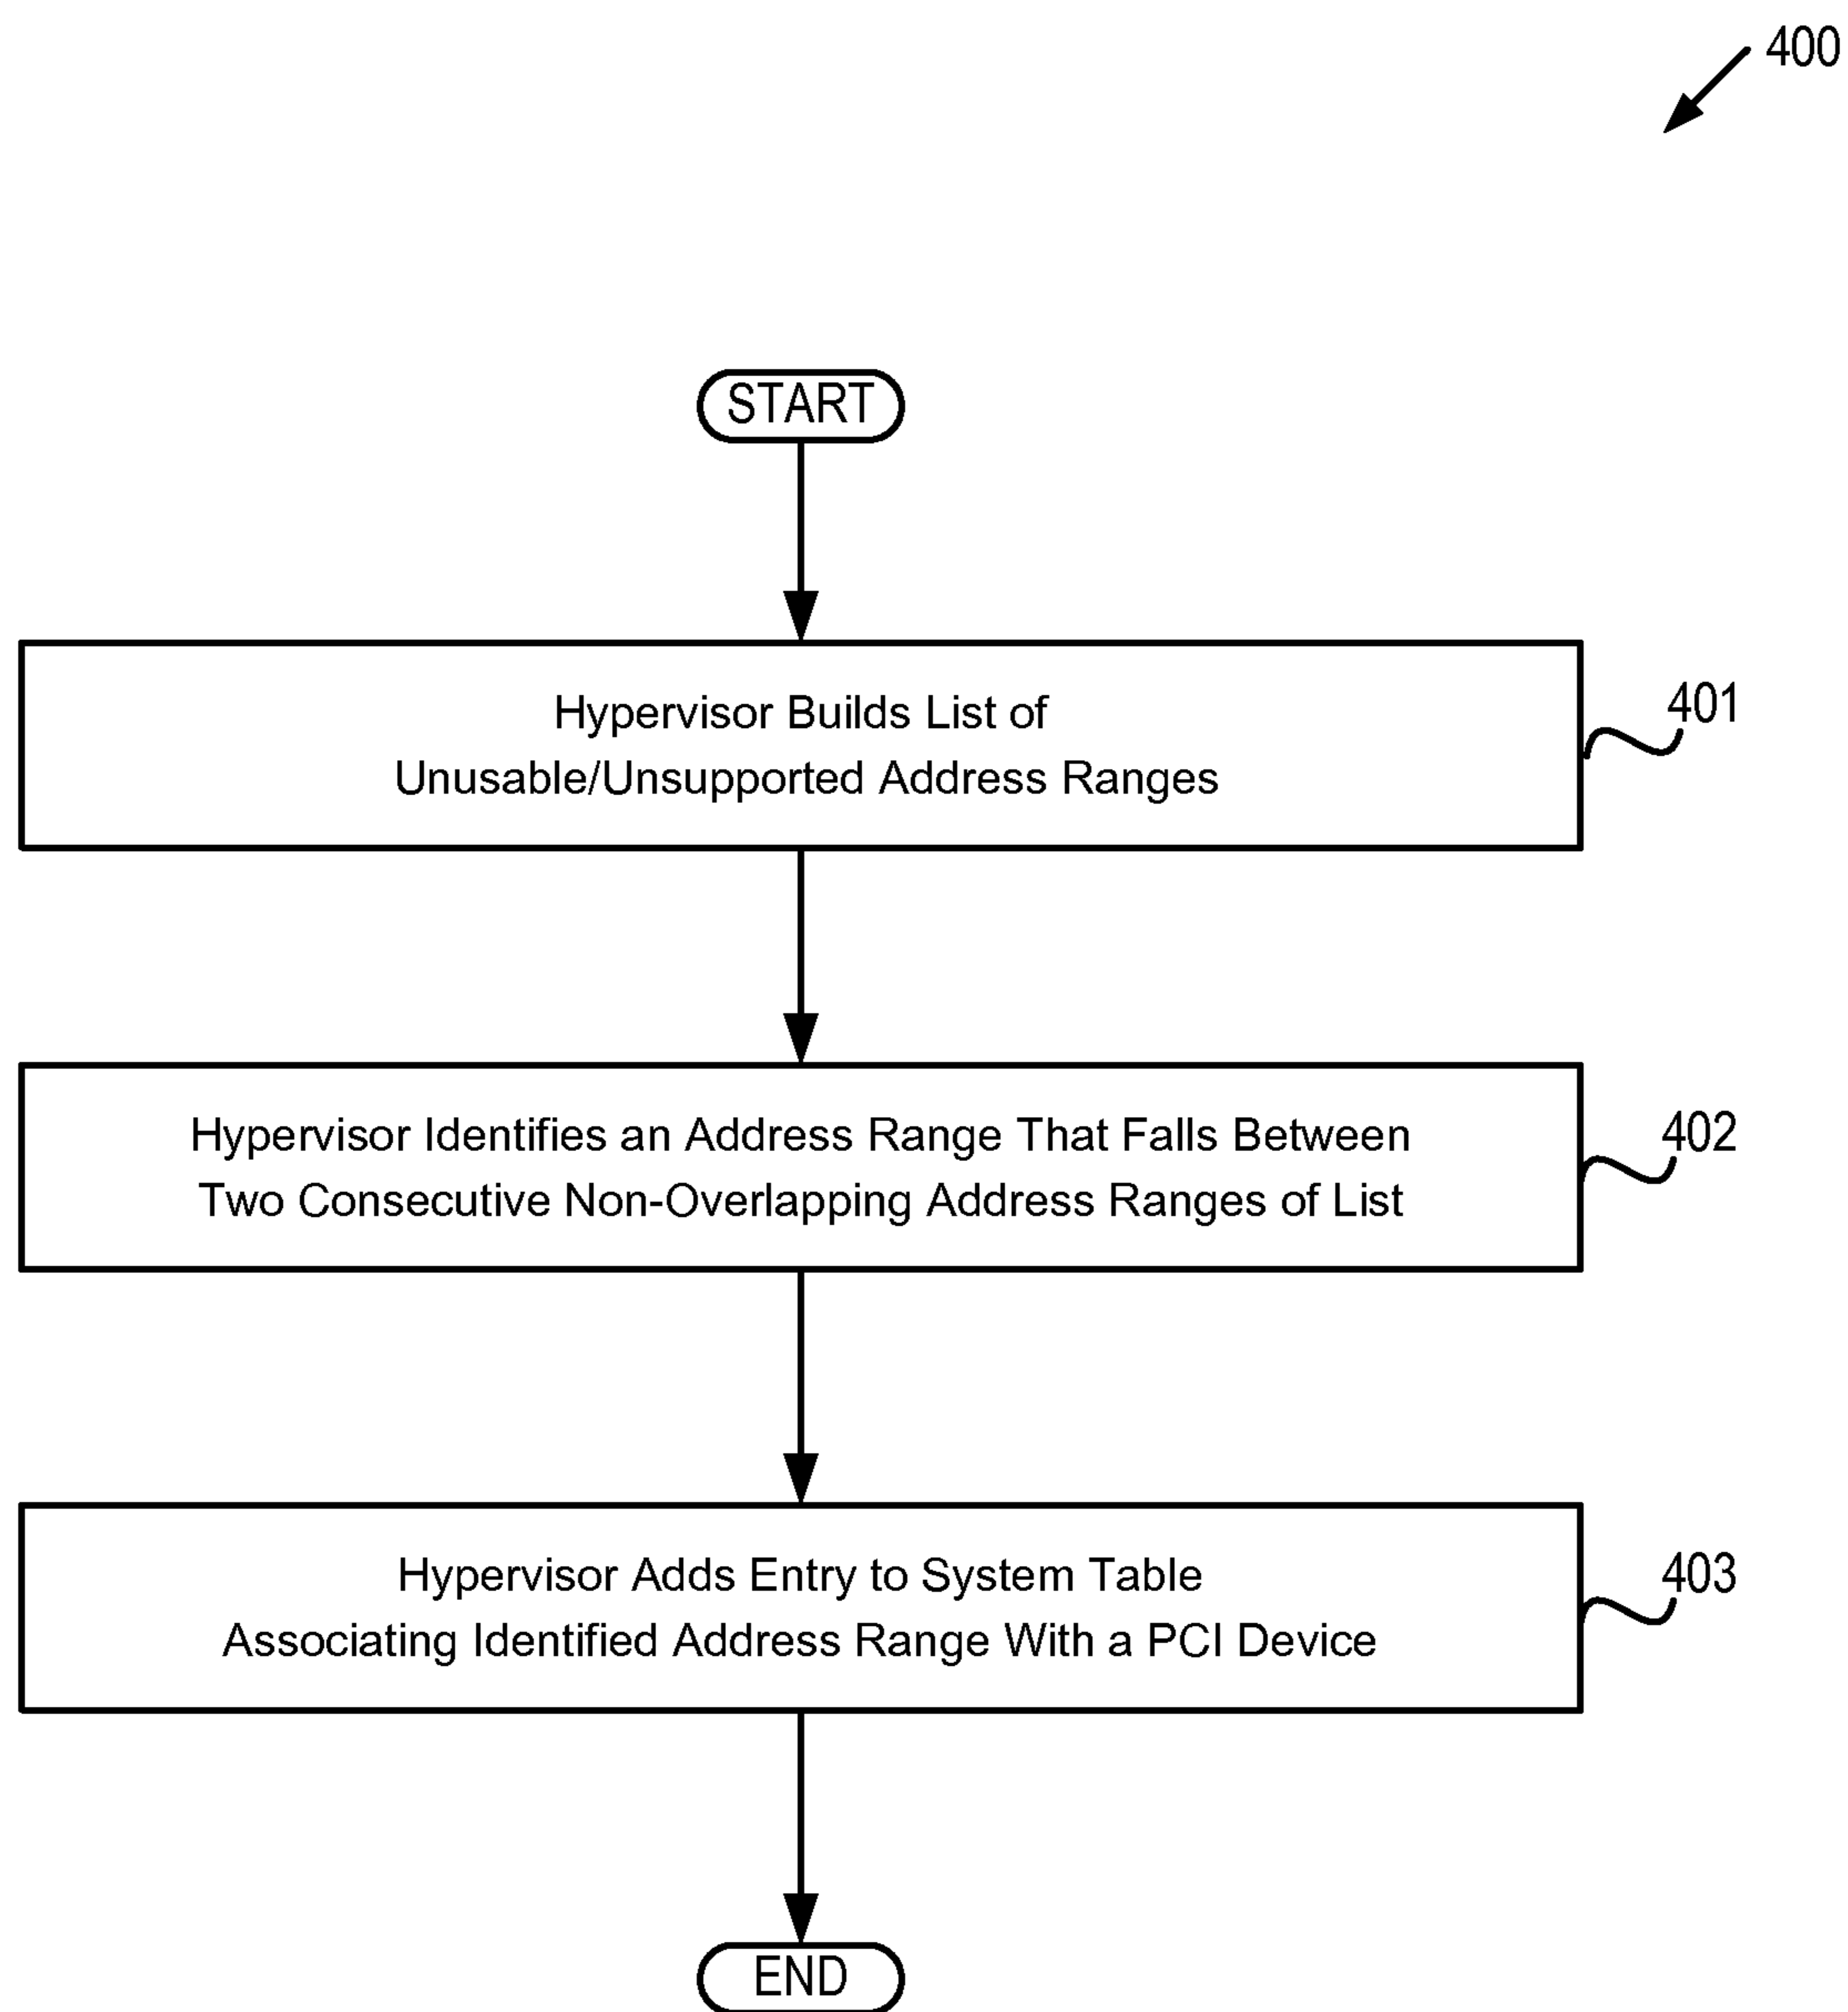 400
START
Hypervisor Builds List of
Unusable/Unsupported Address Ranges
401
Hypervisor Identifies an Address Range That Falls Between
Two Consecutive Non-Overlapping Address Ranges of List
402
Hypervisor Adds Entry to System Table
Associating Identified Address Range With a PCI Device
403
END